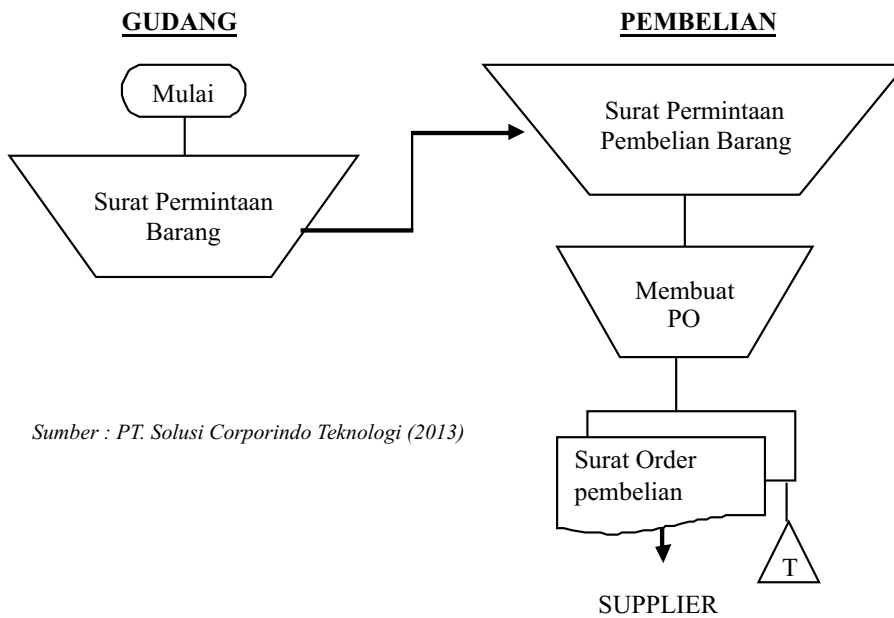 GUDANG
PEMBELIAN
Mulai
Surat Permintaan
Barang
Surat Permintaan
Pembelian Barang
Membuat
PO
Sumber : PT. Solusi Corporindo Teknologi (2013)
Surat Order
pembelian
T
SUPPLIER